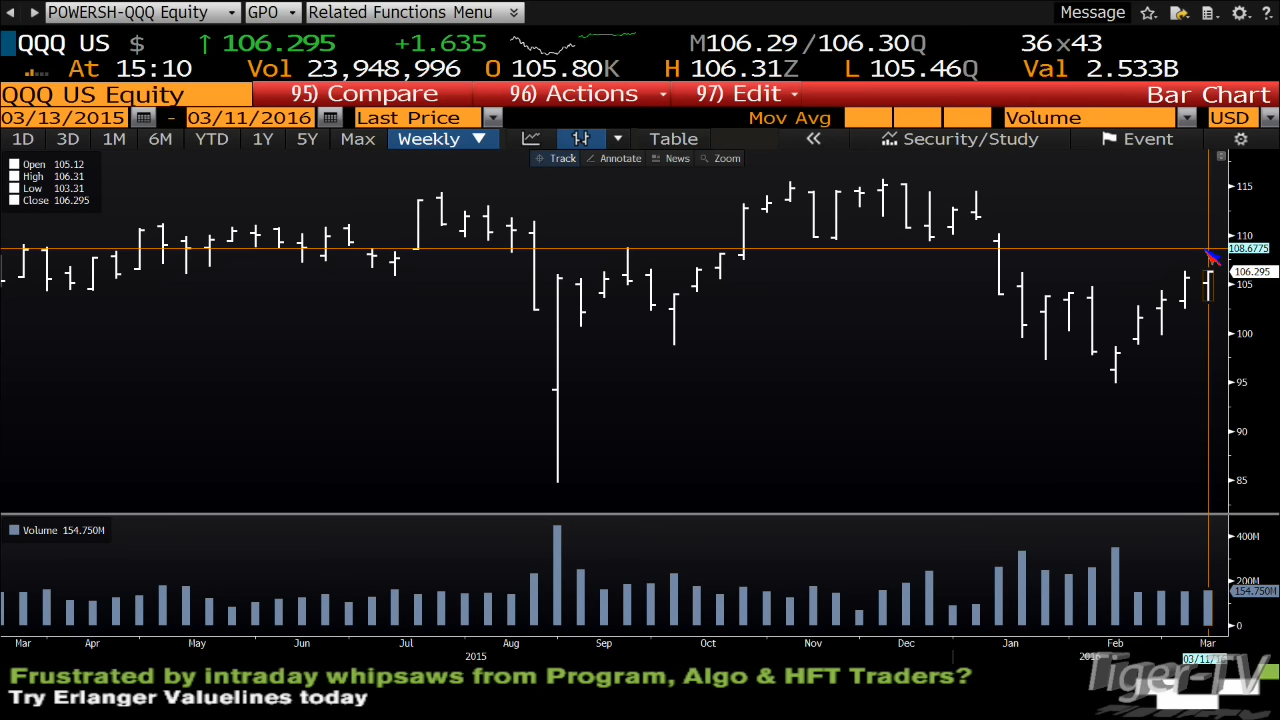 POWERSH-QQQ Equity GPO Related Functions Menu Message
QQQ US $ ↑ 106.295 +1.635 M106.29 /106.30Q 36x43
At 15:10 Vol 23,948,996 O 105.80K H 106.31Z L 105.46Q Val 2.533B
QQQ US Equity 95) Compare 96) Actions 97) Edit Bar Chart
03/13/2015 - 03/11/2016 Last Price Mov Avg Volume USD
1D 3D 1M 6M YTD 1Y 5Y Max Weekly ▼ Table « Security/Study Event
Track Annotate News Zoom
Open 105.12
High 106.31
Low 103.31
Close 106.295
115
110
108.6775
106.295
105
100
95
90
85
Volume 154.750M
400M
200M
154.750M
0
Mar Apr May Jun Jul Aug Sep Oct Nov Dec Jan Feb Mar
2015
Frustrated by intraday whipsaws from Program, Algo & HFT Traders?
Try Erlanger Valuelines today
Tiger-TV